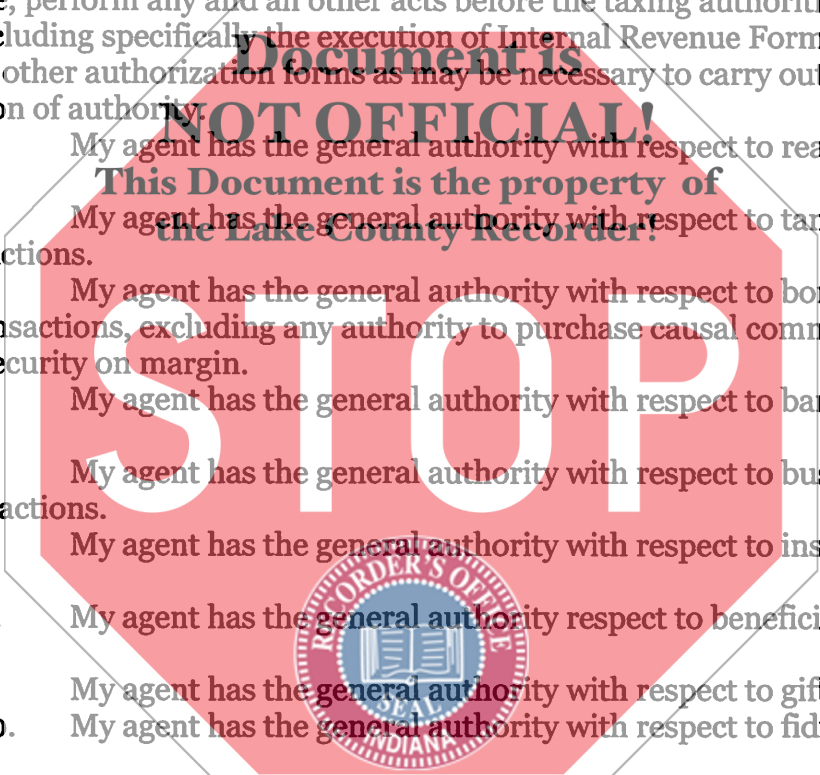 , perform any and all other acts before the taxing authoriti
cluding specifically the execution of Internal Revenue Form
other authorization forms as may be necessary to carry out
on of authority.
Document is
NOT OFFICIAL!
This Document is the property of
the Lake County Recorder!
My agent has the general authority with respect to rea
My agent has the general authority with respect to tan
ctions.
My agent has the general authority with respect to bon
nsactions, excluding any authority to purchase causal comm
ecurity on margin.
My agent has the general authority with respect to ban
My agent has the general authority with respect to bus
actions.
My agent has the general authority with respect to ins
My agent has the general authority respect to benefici
My agent has the general authority with respect to gift
My agent has the general authority with respect to fid
STOP
RECORDER'S OFFICE
SEAL
INDIANA